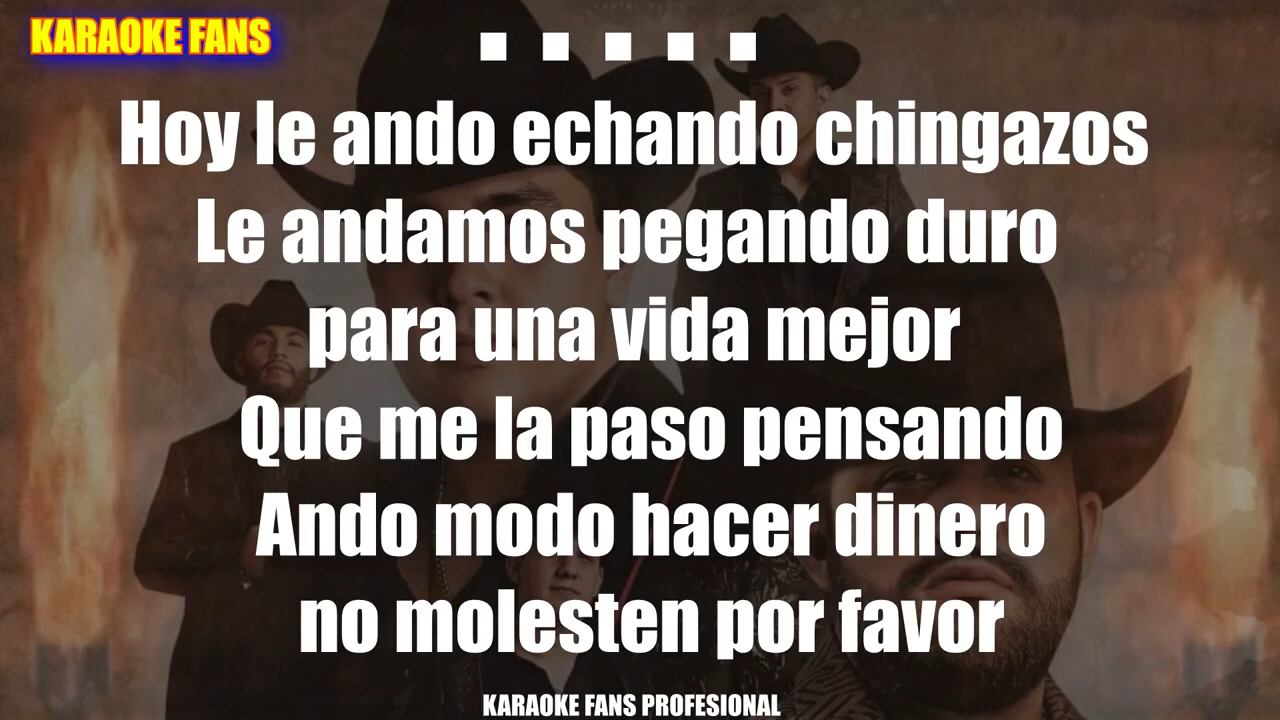 KARAOKE FANS
Hoy le ando echando chingazos
Le andamos pegando duro
para una vida mejor
Que me la paso pensando
Ando modo hacer dinero
no molesten por favor
KARAOKE FANS PROFESIONAL